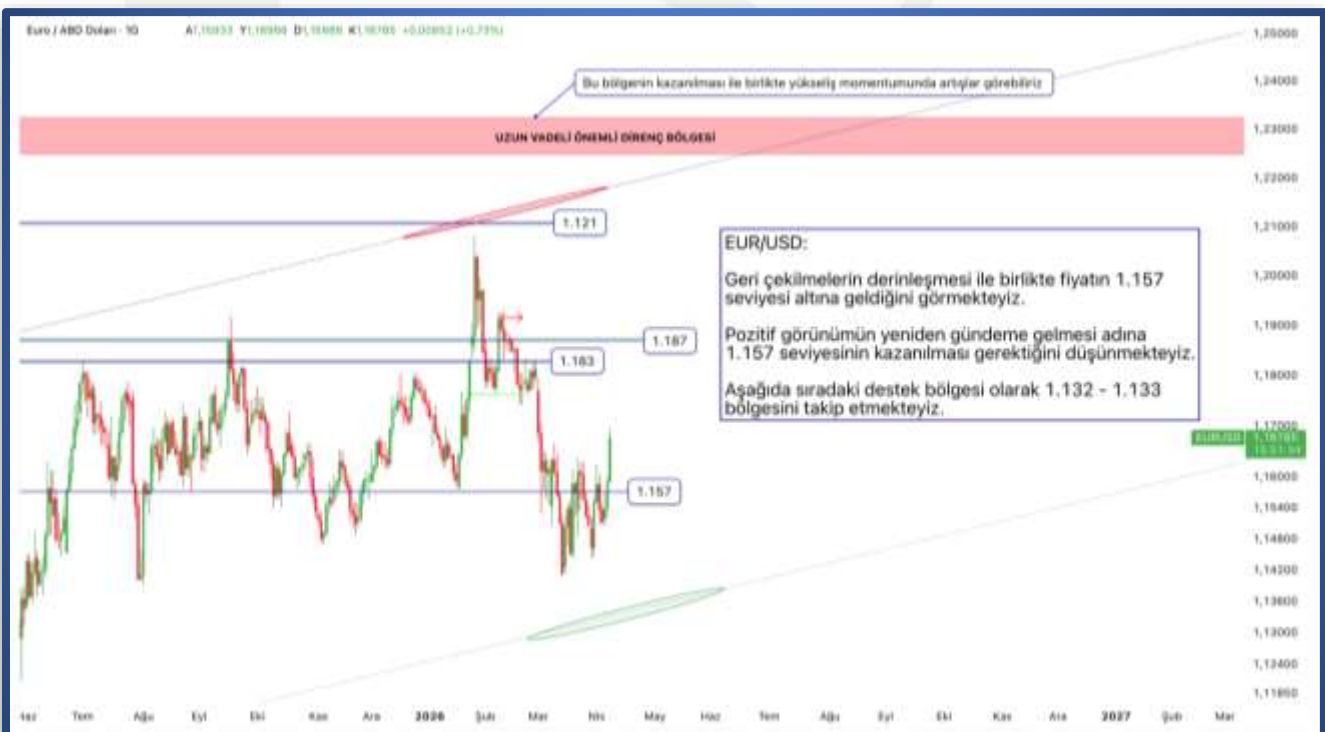 Euro / ABD Doları - 1G
Bu bölgenin kazanılması ile birlikte yükseliş momentumunda artışlar görebiliriz
UZUN VADELİ ÖNEMLİ DİRENÇ BÖLGESİ
1.121
1.187
1.183
1.157
EUR/USD:
Geri çekilmelerin derinleşmesi ile birlikte fiyatın 1.157
seviyesi altına geldiğini görmekteyiz.
Pozitif görünümün yeniden gündeme gelmesi adına
1.157 seviyesinin kazanılması gerektiğini düşünmekteyiz.
Aşağıda sıradaki destek bölgesi olarak 1.132 - 1.133
bölgesini takip etmekteyiz.
1,25000
1,24000
1,23000
1,22000
1,21000
1,20000
1,19000
1,18000
1,17000
EURUSD
1,16000
1,15400
1,14800
1,14200
1,13600
1,13000
1,12400
1,11850
Haz Tem Ağu Eyl Eki Kas Ara 2026 Şub Mar Nis May Haz Tem Ağu Eyl Eki Kas Ara 2027 Şub Mar